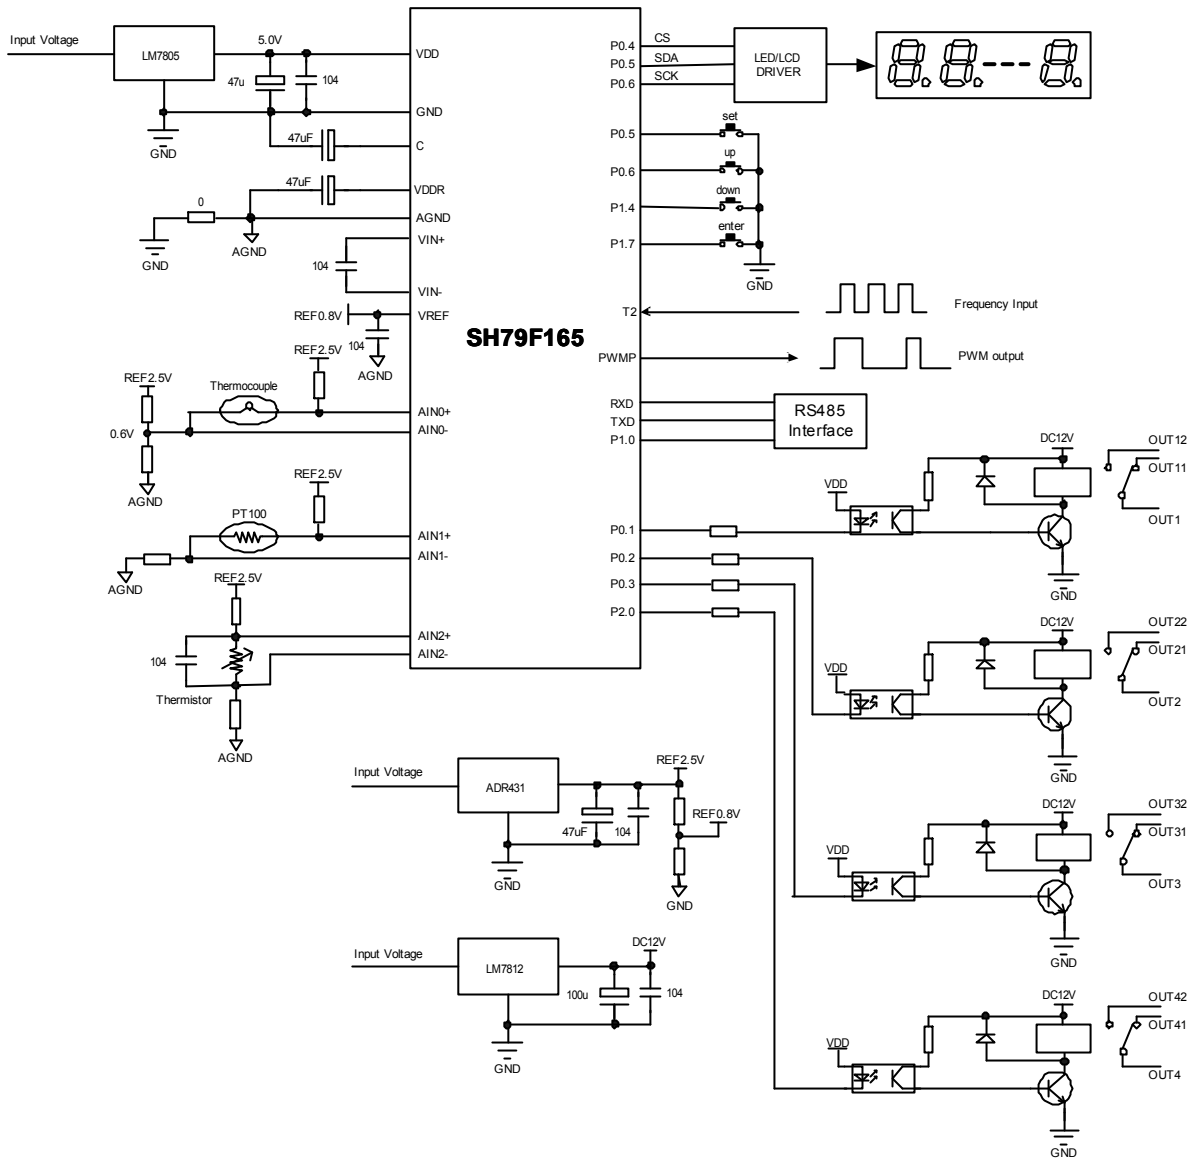 Input Voltage
LM7805
5.0V
47u
104
GND
VDD
GND
47uF
C
47uF
VDDR
0
AGND
GND
AGND
VIN+
104
VIN-
REF0.8V
VREF
104
AGND
REF2.5V
REF2.5V
Thermocouple
AIN0+
0.6V
AIN0-
AGND
REF2.5V
PT100
AIN1+
AIN1-
AGND
REF2.5V
AIN2+
104
AIN2-
Thermistor
AGND
SH79F165
P0.4
CS
P0.5
SDA
P0.6
SCK
LED/LCD
DRIVER
8.8.---8.
P0.5
set
P0.6
up
P1.4
down
P1.7
enter
GND
T2
Frequency Input
PWMP
PWM output
RXD
TXD
P1.0
RS485
Interface
P0.1
P0.2
P0.3
P2.0
VDD
DC12V
GND
OUT12
OUT11
OUT1
VDD
DC12V
GND
OUT22
OUT21
OUT2
VDD
DC12V
GND
OUT32
OUT31
OUT3
VDD
DC12V
GND
OUT42
OUT41
OUT4
Input Voltage
ADR431
REF2.5V
REF0.8V
47uF
104
GND
GND
Input Voltage
LM7812
DC12V
100u
104
GND